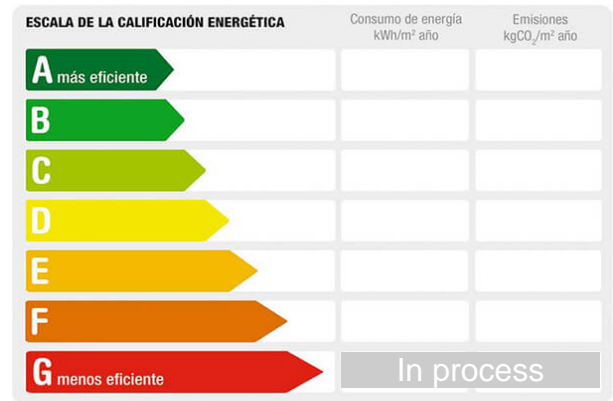 ESCALA DE LA CALIFICACIÓN ENERGÉTICA
Consumo de energía
kWh/m² año
Emisiones
kgCO₂/m² año
A más eficiente
B
C
D
E
F
G menos eficiente
In process